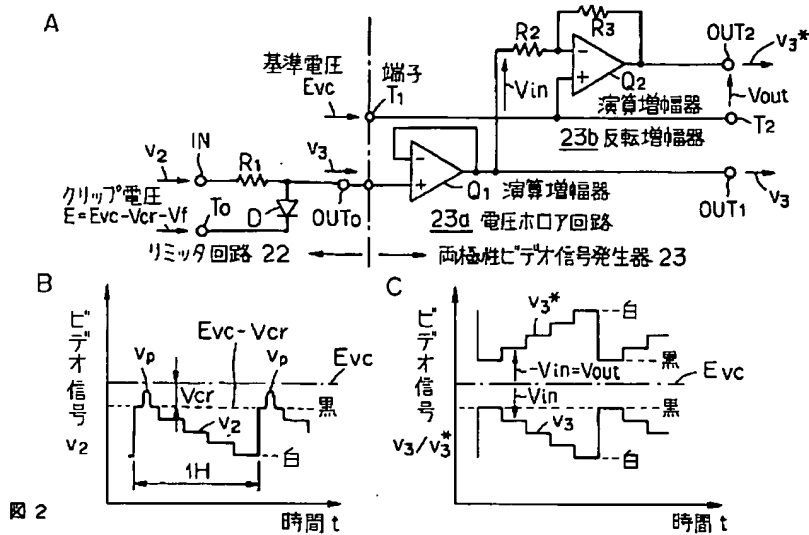 A
基準電圧
Evc
端子
T1
R2
R3
Vin
Q2
演算増幅器
23b 反転増幅器
OUT2
v3*
Vout
T2
v2
IN
R1
v3
クリップ電圧
E=Evc-Vcr-Vf
To
D
OUTo
Q1 演算増幅器
23a 電圧ホロア回路
OUT1
v3
リミッタ回路 22
両極性ビデオ信号発生器 23
B
ビデオ信号
v2
Evc-Vcr
vp
vp
Evc
Vcr
黒
v2
白
1H
時間 t
C
ビデオ信号
v3/v3*
v3*
白
黒
-Vin=Vout
Evc
Vin
黒
v3
白
時間 t
図 2